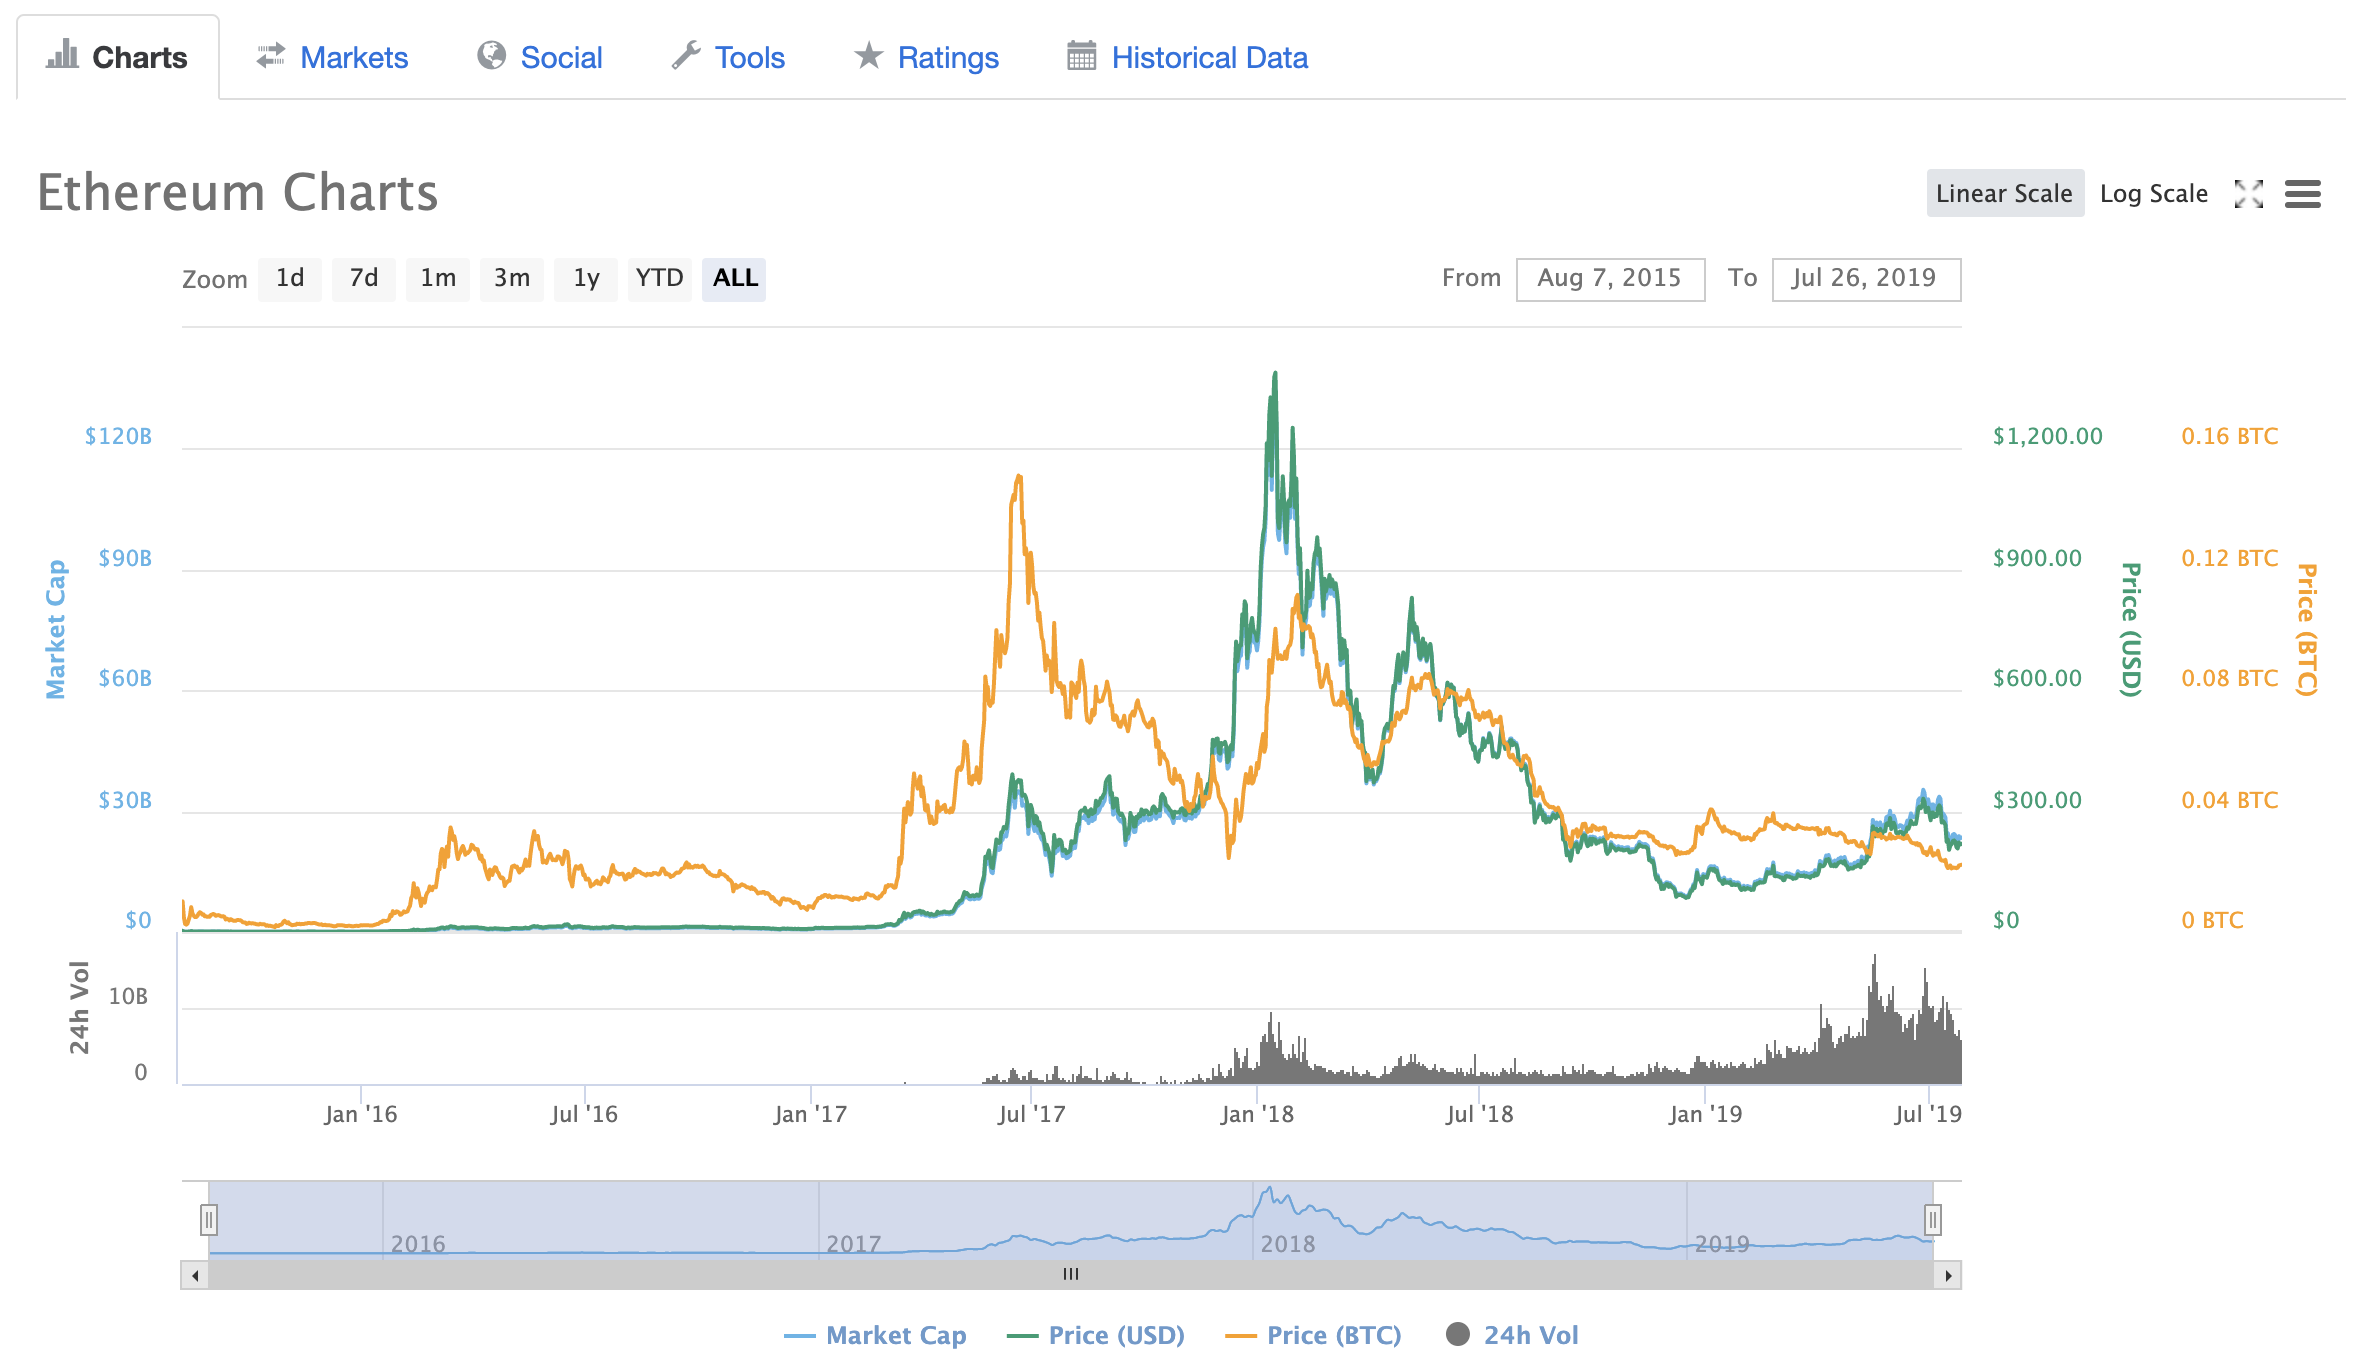 Charts Markets Social Tools Ratings Historical Data
Ethereum Charts
Linear Scale Log Scale
Zoom 1d 7d 1m 3m 1y YTD ALL
From Aug 7, 2015 To Jul 26, 2019
Market Cap
$120B
$90B
$60B
$30B
$0
$1,200.00
$900.00
$600.00
$300.00
$0
Price (USD)
0.16 BTC
0.12 BTC
0.08 BTC
0.04 BTC
0 BTC
Price (BTC)
24h Vol
10B
0
Jan '16 Jul '16 Jan '17 Jul '17 Jan '18 Jul '18 Jan '19 Jul '19
2016 2017 2018 2019
Market Cap Price (USD) Price (BTC) 24h Vol